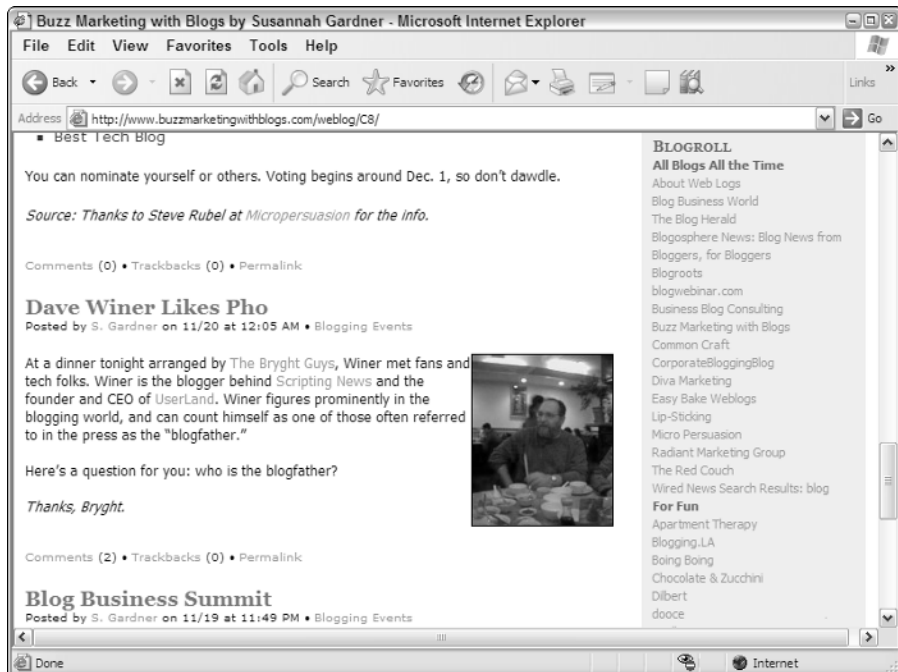 Buzz Marketing with Blogs by Susannah Gardner - Microsoft Internet Explorer
File Edit View Favorites Tools Help
Back Search Favorites Links
Address http://www.buzzmarketingwithblogs.com/weblog/C8/ Go
Best Tech Blog
You can nominate yourself or others. Voting begins around Dec. 1, so don't dawdle.
Source: Thanks to Steve Rubel at Micropersuasion for the info.
Comments (0) • Trackbacks (0) • Permalink
Dave Winer Likes Pho
Posted by S. Gardner on 11/20 at 12:05 AM • Blogging Events
At a dinner tonight arranged by The Bryght Guys, Winer met fans and
tech folks. Winer is the blogger behind Scripting News and the
founder and CEO of UserLand. Winer figures prominently in the
blogging world, and can count himself as one of those often referred
to in the press as the “blogfather.”
Here's a question for you: who is the blogfather?
Thanks, Bryght.
Comments (2) • Trackbacks (0) • Permalink
Blog Business Summit
Posted by S. Gardner on 11/19 at 11:49 PM • Blogging Events
Blogroll
All Blogs All the Time
About Web Logs
Blog Business World
The Blog Herald
Blogosphere News: Blog News from
Bloggers, for Bloggers
Blogroots
blogwebinar.com
Business Blog Consulting
Buzz Marketing with Blogs
Common Craft
CorporateBloggingBlog
Diva Marketing
Easy Bake Weblogs
Lip-Sticking
Micro Persuasion
Radiant Marketing Group
The Red Couch
Wired News Search Results: blog
For Fun
Apartment Therapy
Blogging.LA
Boing Boing
Chocolate & Zucchini
Dilbert
dooce
Done Internet